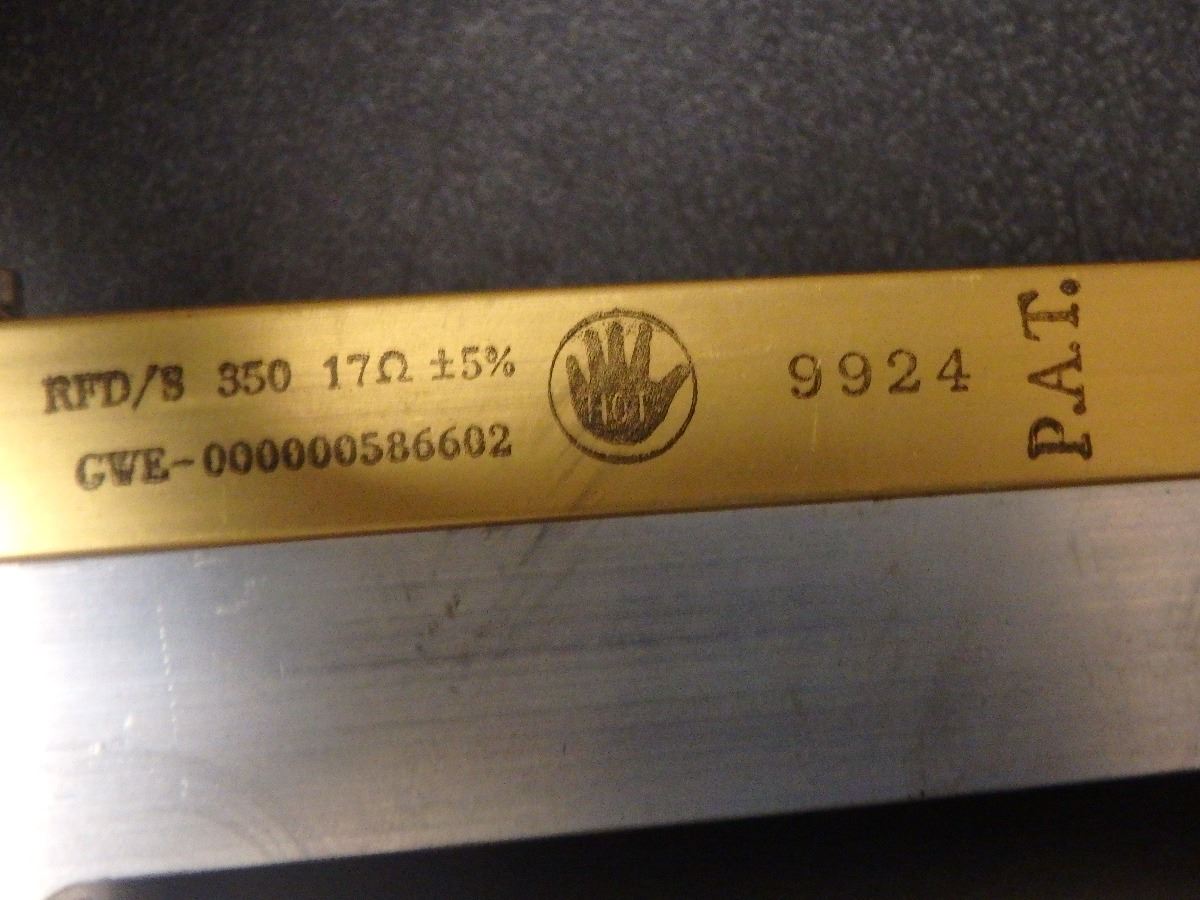 RFD/S 350 17Ω ±5%
GWE-000000586602
HOT
9924
P.A.T.